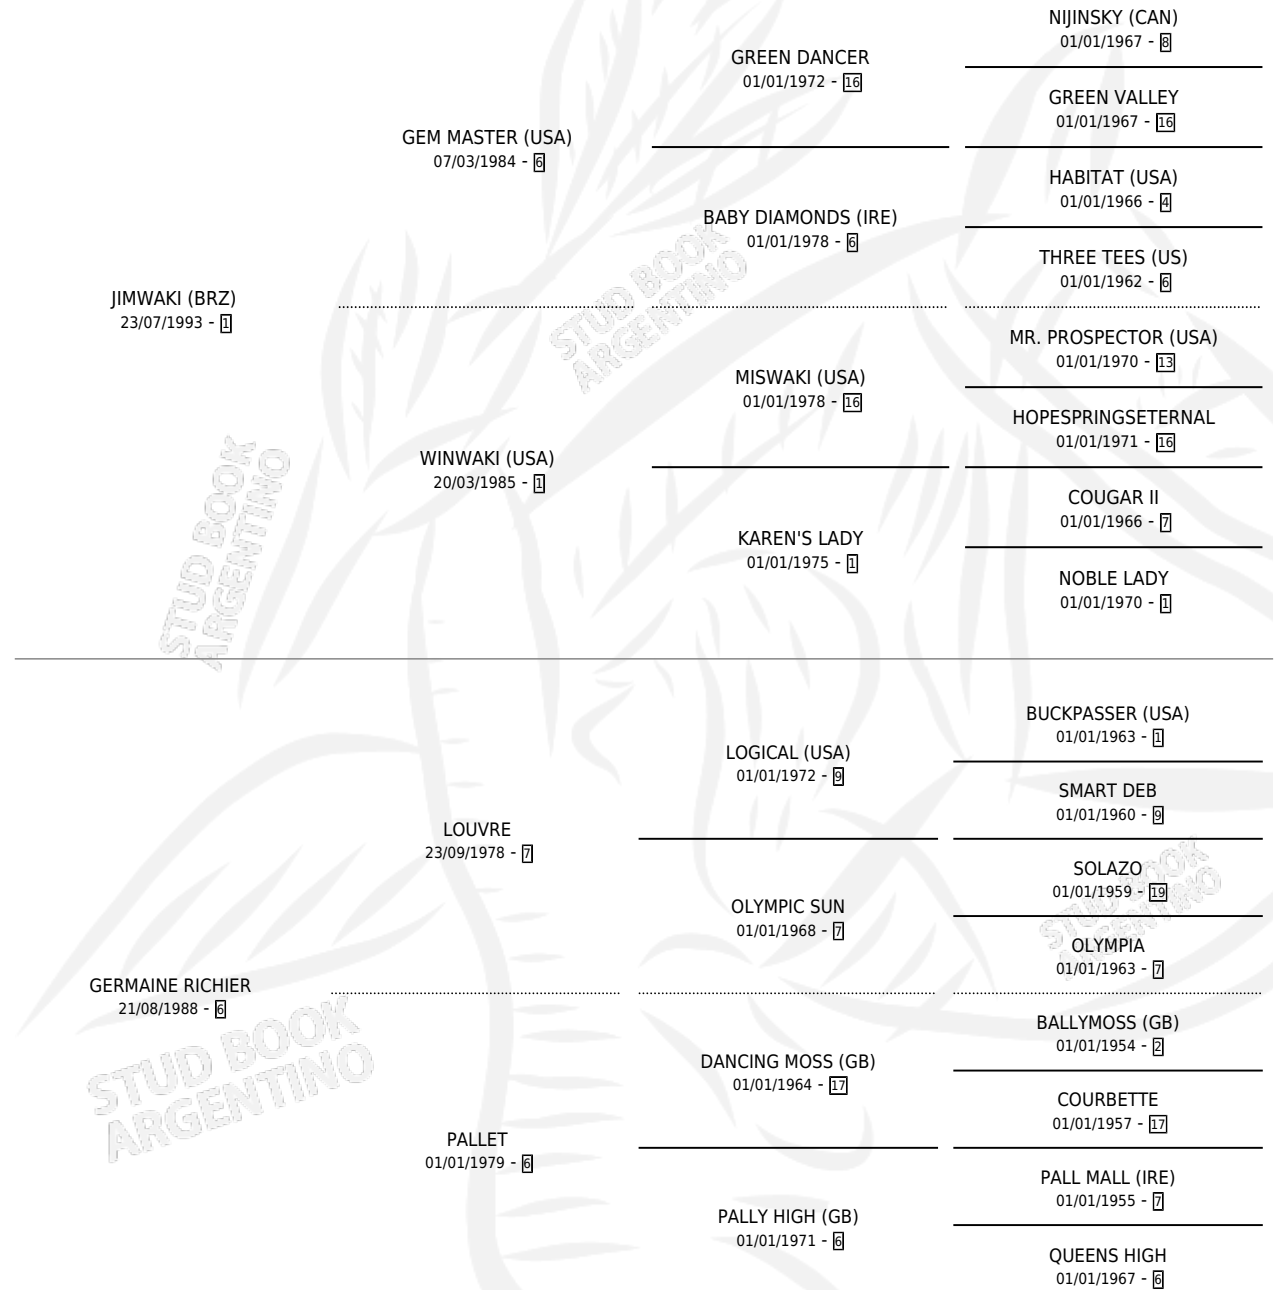 NIJINSKY (CAN)
01/01/1967 - 8
GREEN DANCER
01/01/1972 - 16
GREEN VALLEY
01/01/1967 - 16
GEM MASTER (USA)
07/03/1984 - 6
HABITAT (USA)
01/01/1966 - 4
BABY DIAMONDS (IRE)
01/01/1978 - 6
THREE TEES (US)
01/01/1962 - 6
JIMWAKI (BRZ)
23/07/1993 - 1
MR. PROSPECTOR (USA)
01/01/1970 - 13
MISWAKI (USA)
01/01/1978 - 16
HOPESPRINGSETERNAL
01/01/1971 - 16
WINWAKI (USA)
20/03/1985 - 1
COUGAR II
01/01/1966 - 7
KAREN'S LADY
01/01/1975 - 1
NOBLE LADY
01/01/1970 - 1
BUCKPASSER (USA)
01/01/1963 - 1
LOGICAL (USA)
01/01/1972 - 9
SMART DEB
01/01/1960 - 9
LOUVRE
23/09/1978 - 7
SOLAZO
01/01/1959 - 19
OLYMPIC SUN
01/01/1968 - 7
OLYMPIA
01/01/1963 - 7
GERMAINE RICHIER
21/08/1988 - 6
BALLYMOSS (GB)
01/01/1954 - 2
DANCING MOSS (GB)
01/01/1964 - 17
COURBETTE
01/01/1957 - 17
PALLET
01/01/1979 - 6
PALL MALL (IRE)
01/01/1955 - 7
PALLY HIGH (GB)
01/01/1971 - 6
QUEENS HIGH
01/01/1967 - 6
STUD BOOK
ARGENTINO
STUD BOOK
ARGENTINO
STUD BOOK
ARGENTINO
STUD BOOK
ARGENTINO